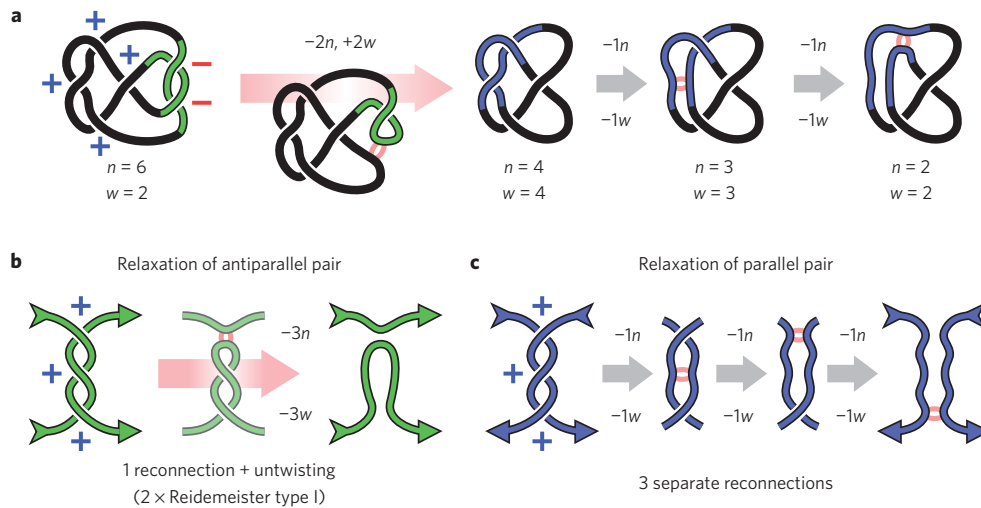 a
+
+
−2n, +2w
−1n
−1n
+
−
+
−
−1w
−1w
+
n = 6
w = 2
n = 4
w = 4
n = 3
w = 3
n = 2
w = 2
b
Relaxation of antiparallel pair
+
+
+
−3n
−3w
1 reconnection + untwisting
(2 × Reidemeister type I)
c
Relaxation of parallel pair
+
+
+
−1n
−1n
−1n
−1w
−1w
−1w
3 separate reconnections